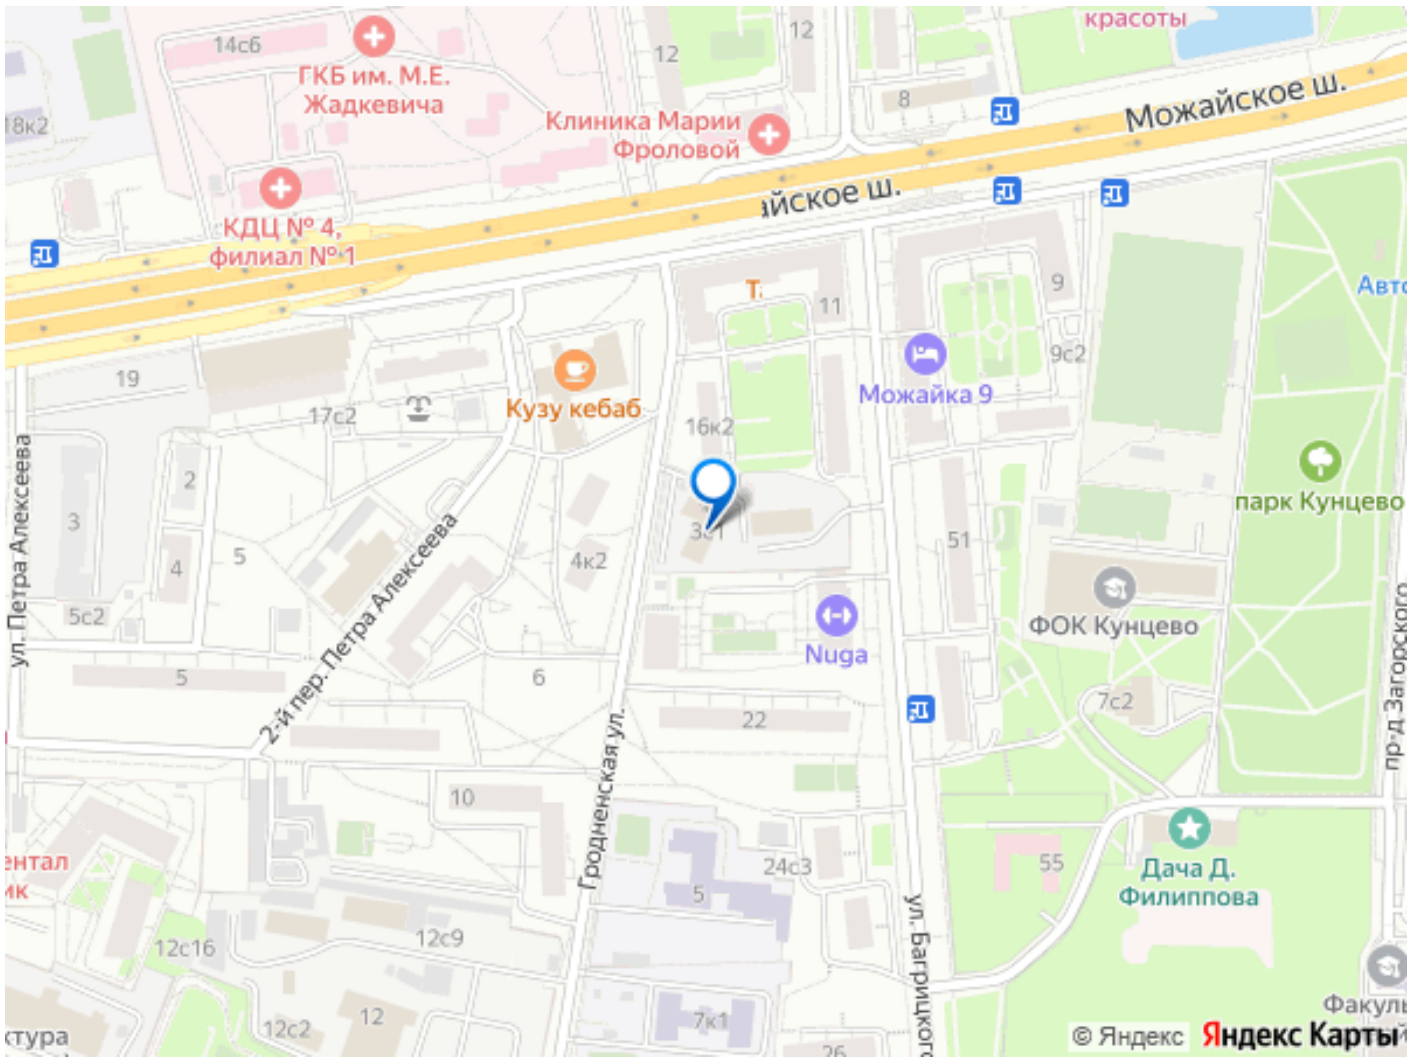 красоты
12
12
14с6
ГКБ им. М.Е.
Жадкевича
8
Можайское ш.
18к2
Клиника Марии
Фроловой
айское ш.
КДЦ № 4,
филиал № 1
9
Авто
11
9с2
19
Можайка 9
Кузу кебаб
17с2
16к2
2
парк Кунцево
3
3с1
51
5
4
4к2
ул. Петра Алексеева
2-й пер. Петра Алексеева
5с2
ФОК Кунцево
Nuga
5
6
7с2
22
пр-д Загорского
10
Гродненская ул.
ентал
ик
24с3
55
Дача Д.
Филиппова
5
ул. Багрицкого
12с16
12с9
12с2
12
7к1
26
Факуль
ктура
© Яндекс
Яндекс Карты